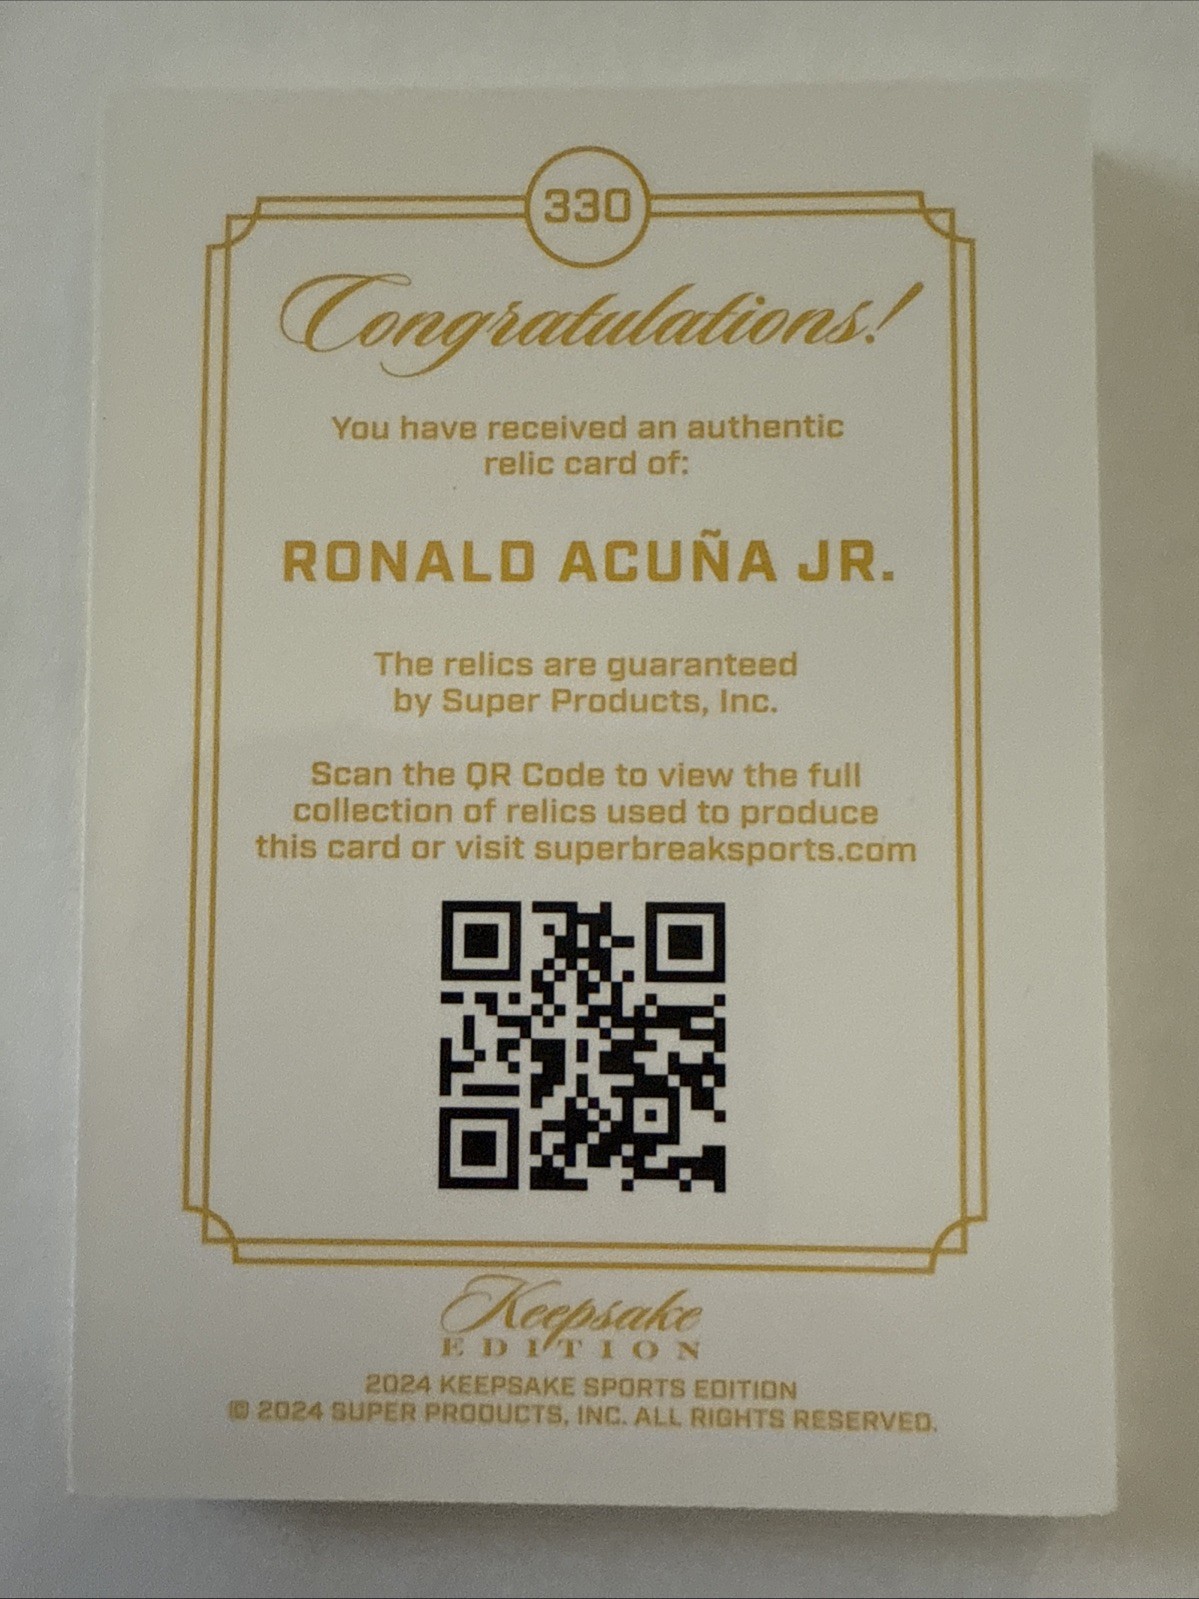 330
Congratulations!
You have received an authentic
relic card of:
RONALD ACUÑA JR.
The relics are guaranteed
by Super Products, Inc.
Scan the QR Code to view the full
collection of relics used to produce
this card or visit superbreaksports.com
Keepsake
EDITION
2024 KEEPSAKE SPORTS EDITION
© 2024 SUPER PRODUCTS, INC. ALL RIGHTS RESERVED.